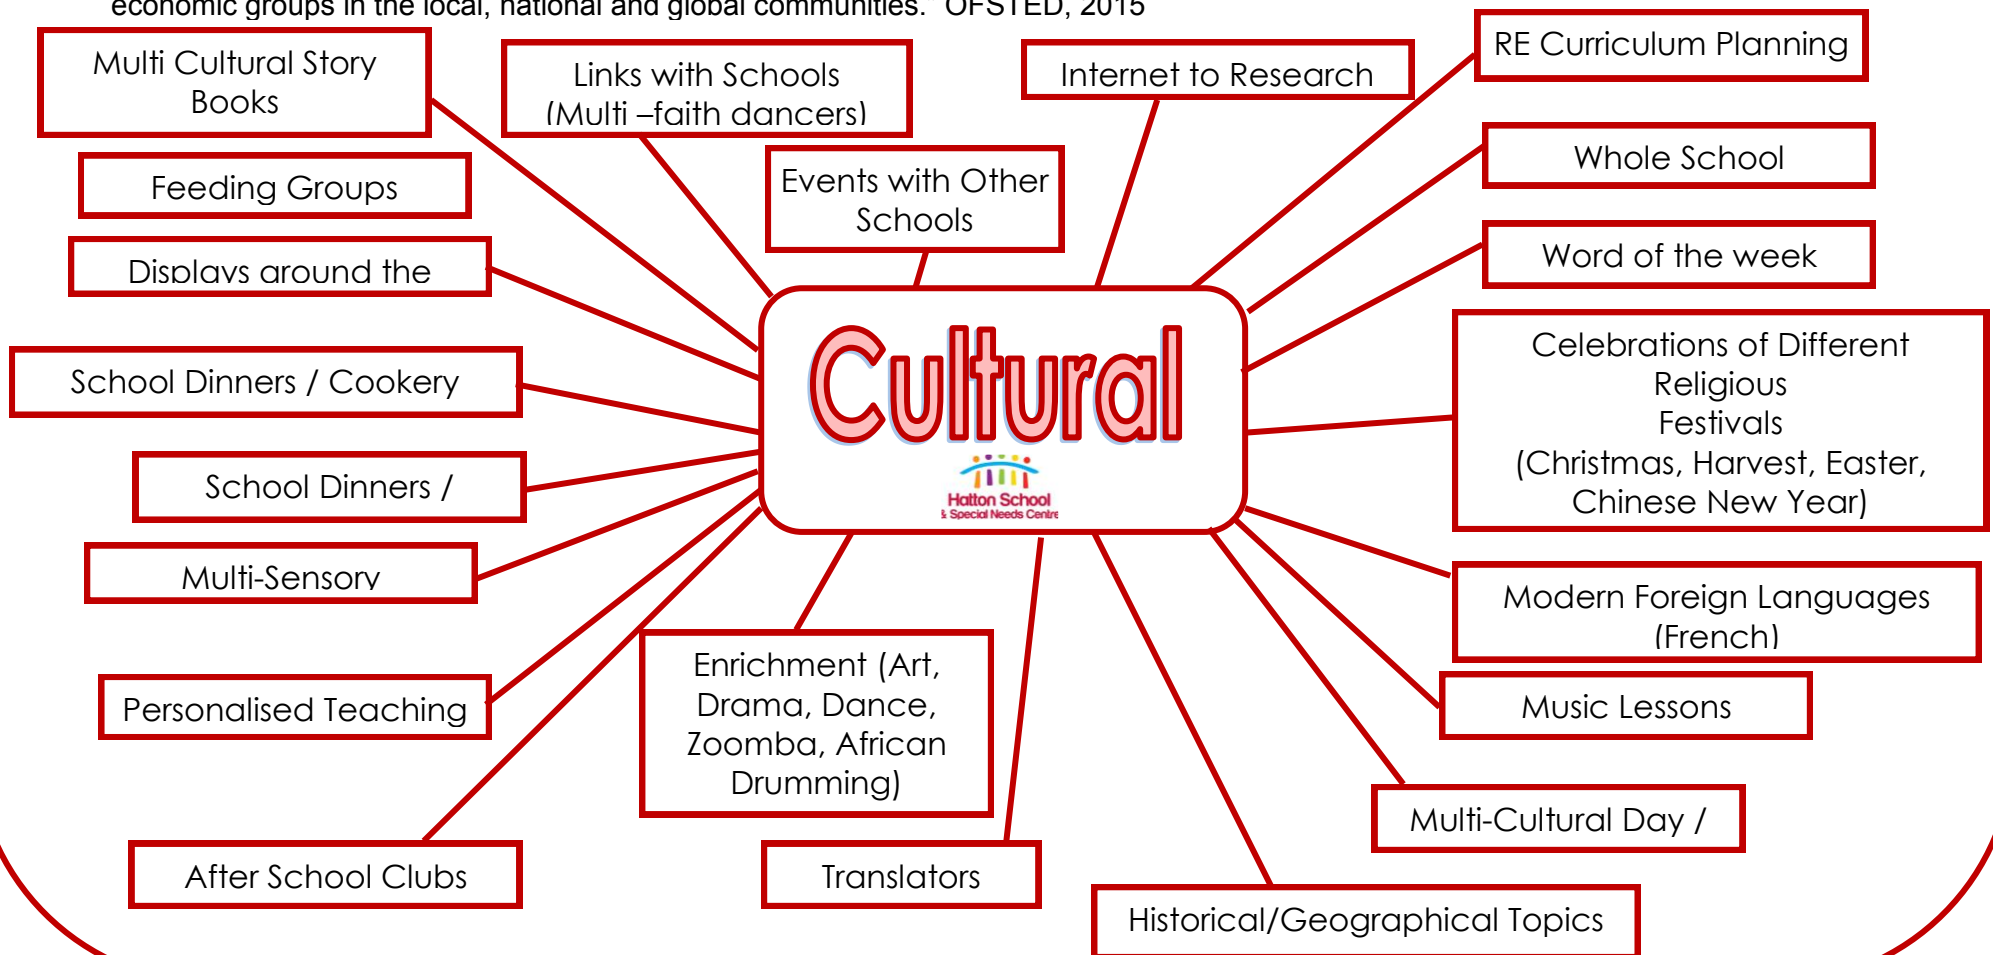 economic groups in the local, national and global communities." OFSTED, 2015
Multi Cultural Story
Books
Links with Schools
(Multi –faith dancers)
Internet to Research
RE Curriculum Planning
Feeding Groups
Events with Other
Schools
Whole School
Displays around the
Word of the week
School Dinners / Cookery
Cultural
Hatton School
& Special Needs Centre
Celebrations of Different
Religious
Festivals
(Christmas, Harvest, Easter,
Chinese New Year)
School Dinners /
Multi-Sensory
Modern Foreign Languages
(French)
Personalised Teaching
Enrichment (Art,
Drama, Dance,
Zoomba, African
Drumming)
Music Lessons
Multi-Cultural Day /
After School Clubs
Translators
Historical/Geographical Topics